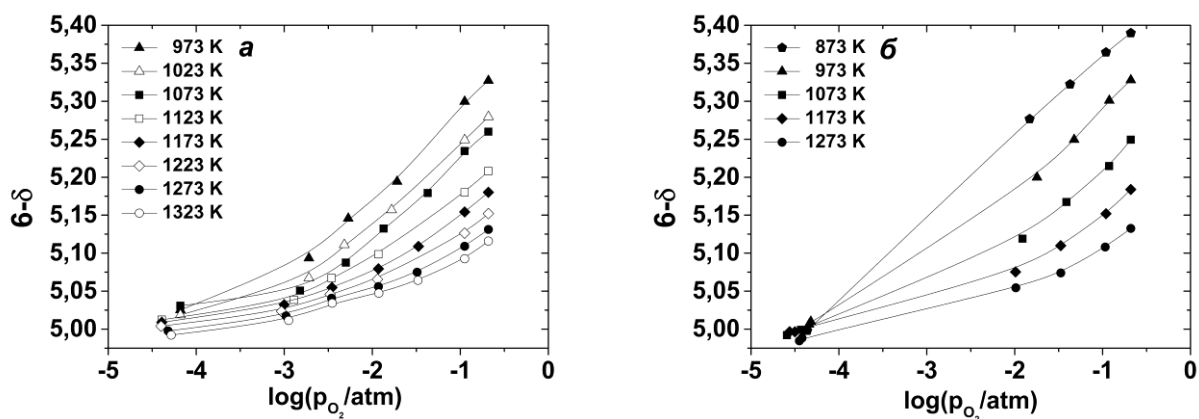 5,40
5,35
5,30
5,25
5,20
5,15
5,10
5,05
5,00
6-δ
973 K
1023 K
1073 K
1123 K
1173 K
1223 K
1273 K
1323 K
а
-5 -4 -3 -2 -1 0
log(pO2/atm)
5,40
5,35
5,30
5,25
5,20
5,15
5,10
5,05
5,00
6-δ
873 K
973 K
1073 K
1173 K
1273 K
б
-5 -4 -3 -2 -1 0
log(pO2/atm)